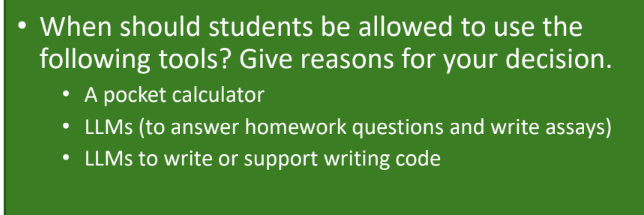 • When should students be allowed to use the
following tools? Give reasons for your decision.
• A pocket calculator
• LLMs (to answer homework questions and write assays)
• LLMs to write or support writing code